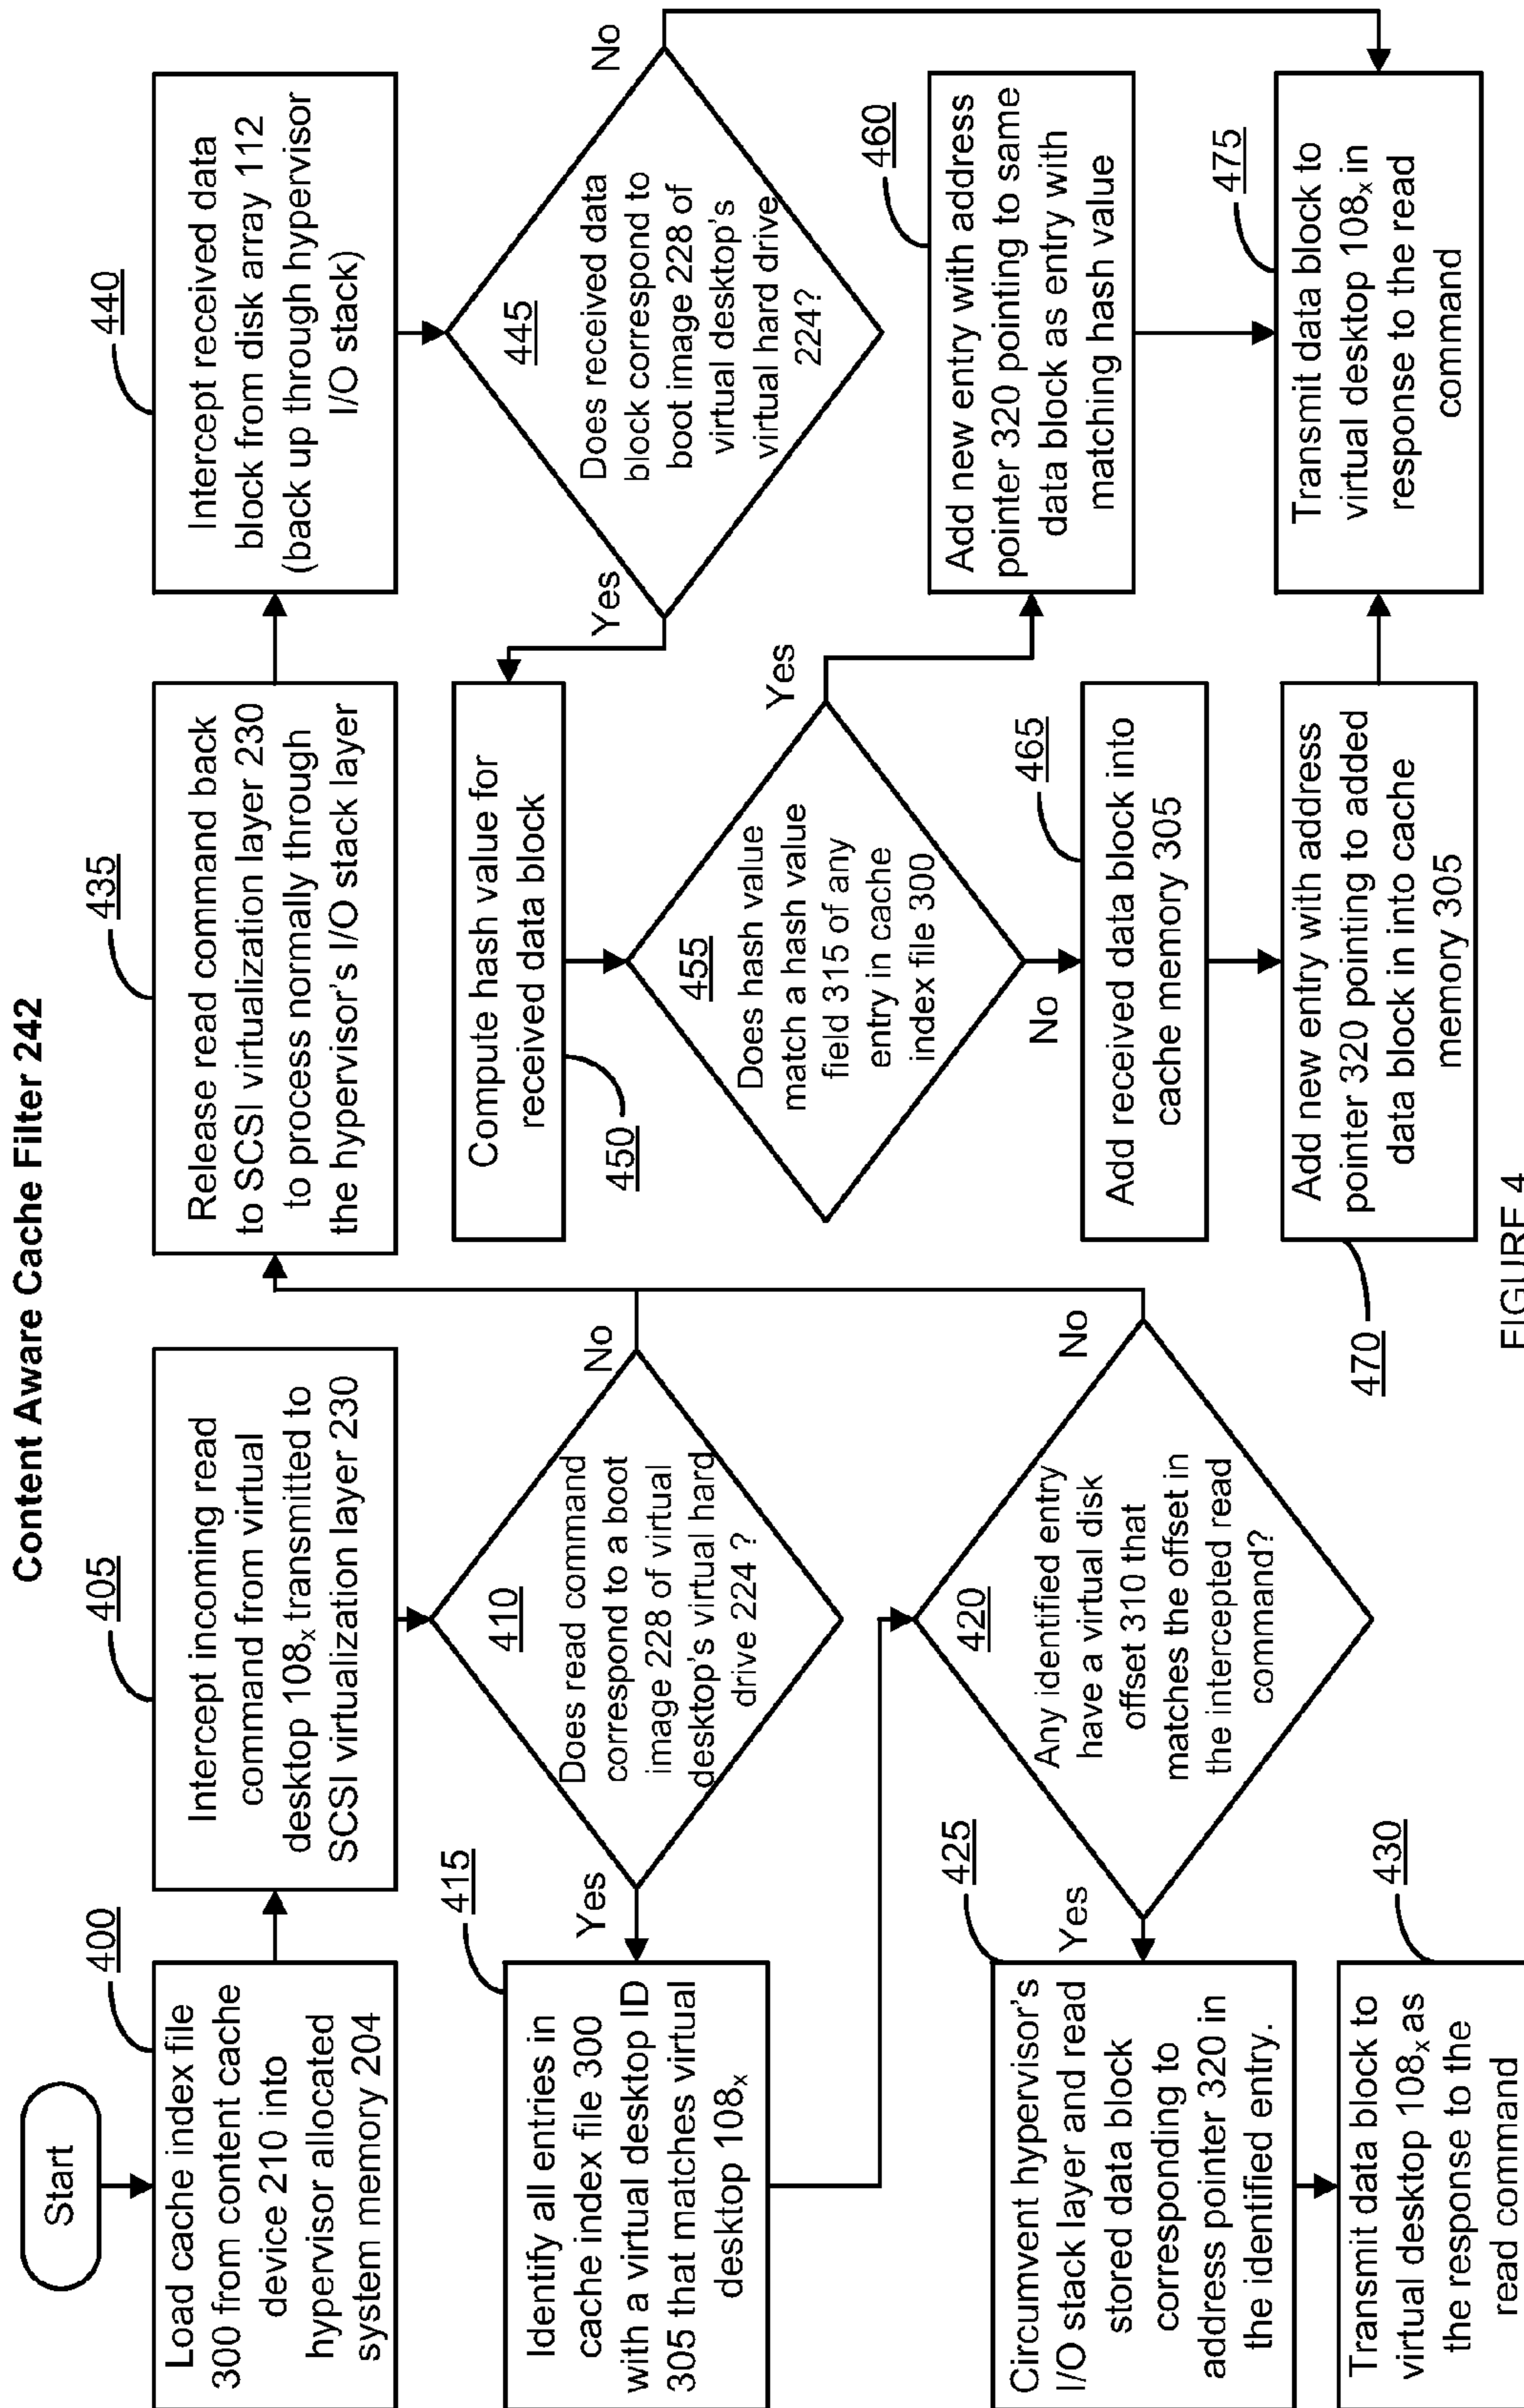 Content Aware Cache Filter 242
Start
400
Load cache index file
300 from content cache
device 210 into
hypervisor allocated
system memory 204
405
Intercept incoming read
command from virtual
desktop 108x transmitted to
SCSI virtualization layer 230
410
Does read command
correspond to a boot
image 228 of virtual
desktop's virtual hard
drive 224 ?
Yes
No
415
Identify all entries in
cache index file 300
with a virtual desktop ID
305 that matches virtual
desktop 108x
420
Any identified entry
have a virtual disk
offset 310 that
matches the offset in
the intercepted read
command?
Yes
No
425
Circumvent hypervisor's
I/O stack layer and read
stored data block
corresponding to
address pointer 320 in
the identified entry.
430
Transmit data block to
virtual desktop 108x as
the response to the
read command
435
Release read command back
to SCSI virtualization layer 230
to process normally through
the hypervisor's I/O stack layer
440
Intercept received data
block from disk array 112
(back up through hypervisor
I/O stack)
445
Does received data
block correspond to
boot image 228 of
virtual desktop's
virtual hard drive
224?
Yes
No
450
Compute hash value for
received data block
455
Does hash value
match a hash value
field 315 of any
entry in cache
index file 300
Yes
No
460
Add new entry with address
pointer 320 pointing to same
data block as entry with
matching hash value
465
Add received data block into
cache memory 305
470
Add new entry with address
pointer 320 pointing to added
data block in into cache
memory 305
475
Transmit data block to
virtual desktop 108x in
response to the read
command
FIGURE 4